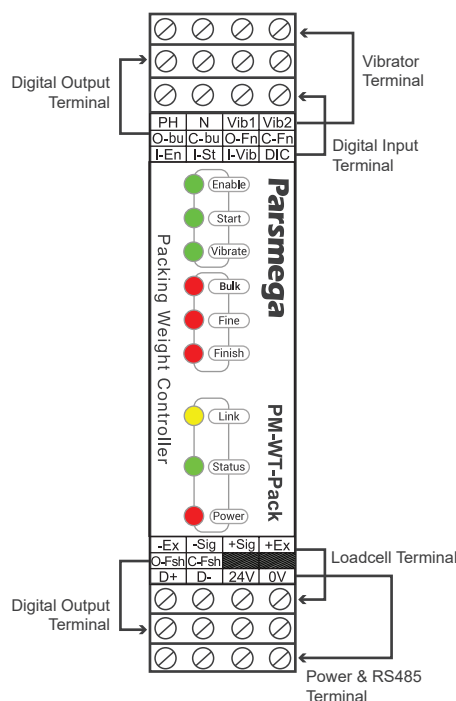 Digital Output
Terminal
Vibrator
Terminal
Digital Input
Terminal
PH N Vib1 Vib2
O-bu C-bu O-Fn C-Fn
I-En I-St I-Vib DIC
Enable
Start
Vibrate
Bulk
Fine
Finish
Link
Status
Power
Packing Weight Controller
Parsmega
PM-WT-Pack
-Ex -Sig +Sig +Ex
O-Fsh C-Fsh
D+ D- 24V 0V
Loadcell Terminal
Digital Output
Terminal
Power & RS485
Terminal